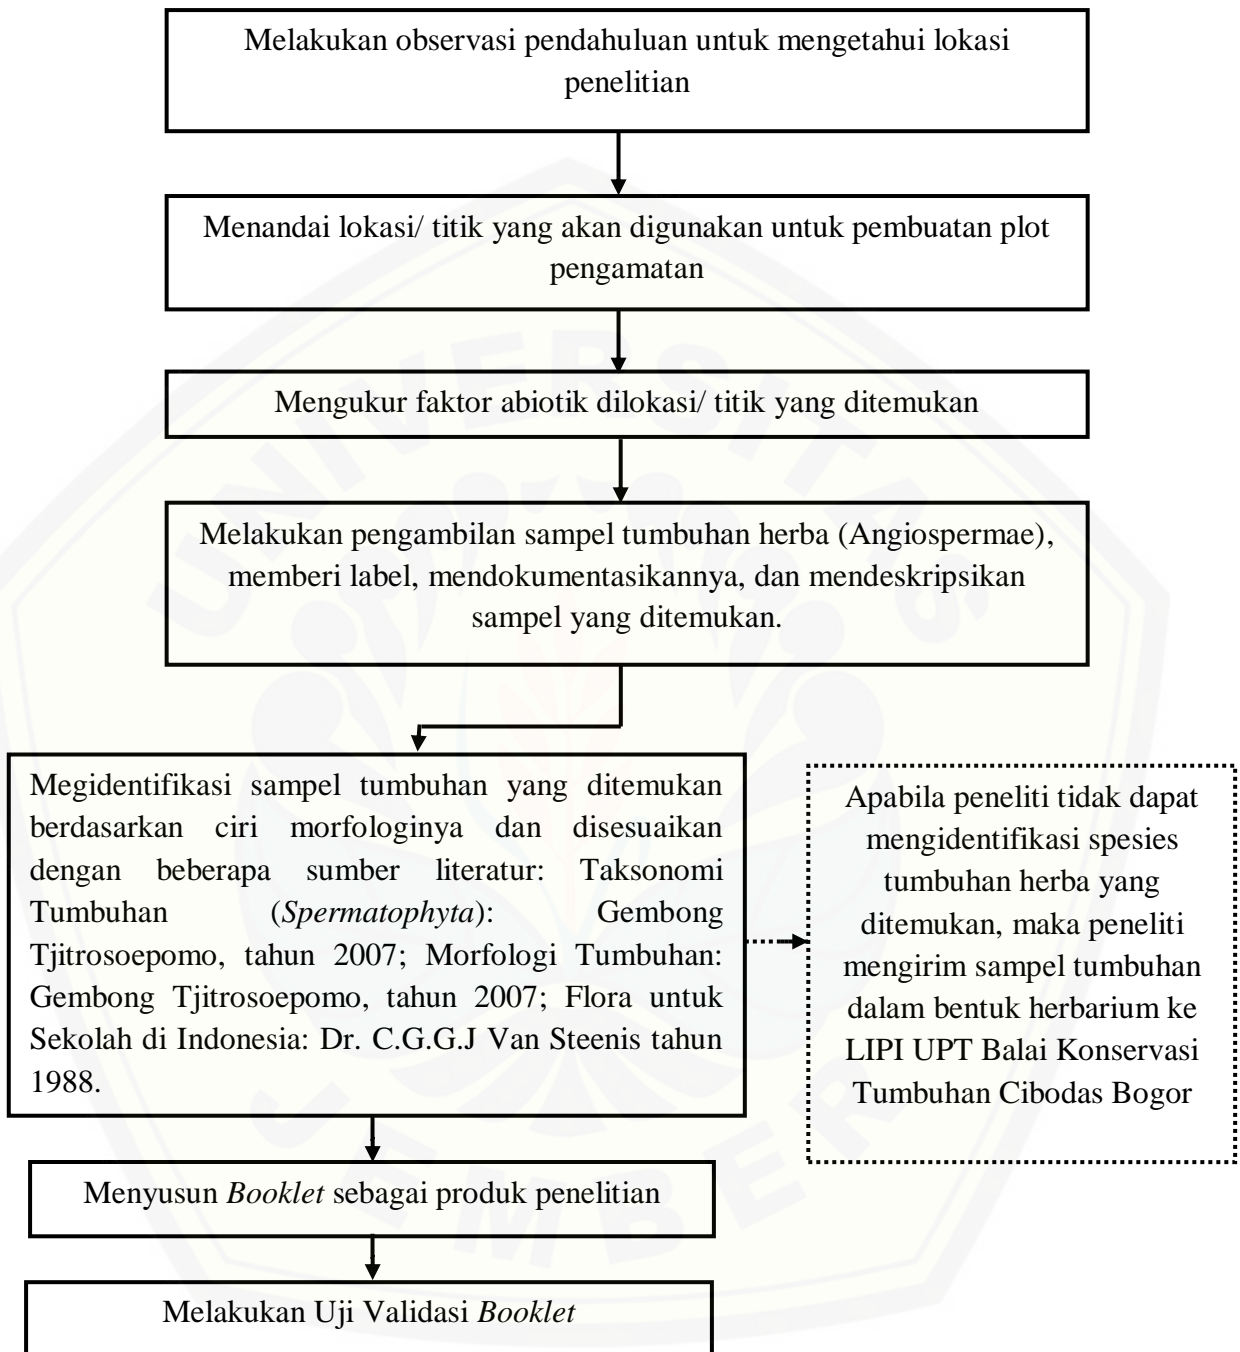 Melakukan observasi pendahuluan untuk mengetahui lokasi
penelitian
Menandai lokasi/ titik yang akan digunakan untuk pembuatan plot
pengamatan
Mengukur faktor abiotik dilokasi/ titik yang ditemukan
Melakukan pengambilan sampel tumbuhan herba (Angiospermae),
memberi label, mendokumentasikannya, dan mendeskripsikan
sampel yang ditemukan.
Megidentifikasi sampel tumbuhan yang ditemukan
berdasarkan ciri morfologinya dan disesuaikan
dengan beberapa sumber literatur: Taksonomi
Tumbuhan (Spermatophyta): Gembong
Tjitrosoepomo, tahun 2007; Morfologi Tumbuhan:
Gembong Tjitrosoepomo, tahun 2007; Flora untuk
Sekolah di Indonesia: Dr. C.G.G.J Van Steenis tahun
1988.
Apabila peneliti tidak dapat
mengidentifikasi spesies
tumbuhan herba yang
ditemukan, maka peneliti
mengirim sampel tumbuhan
dalam bentuk herbarium ke
LIPI UPT Balai Konservasi
Tumbuhan Cibodas Bogor
Menyusun Booklet sebagai produk penelitian
Melakukan Uji Validasi Booklet
UNIVERSITAS
JEMBER